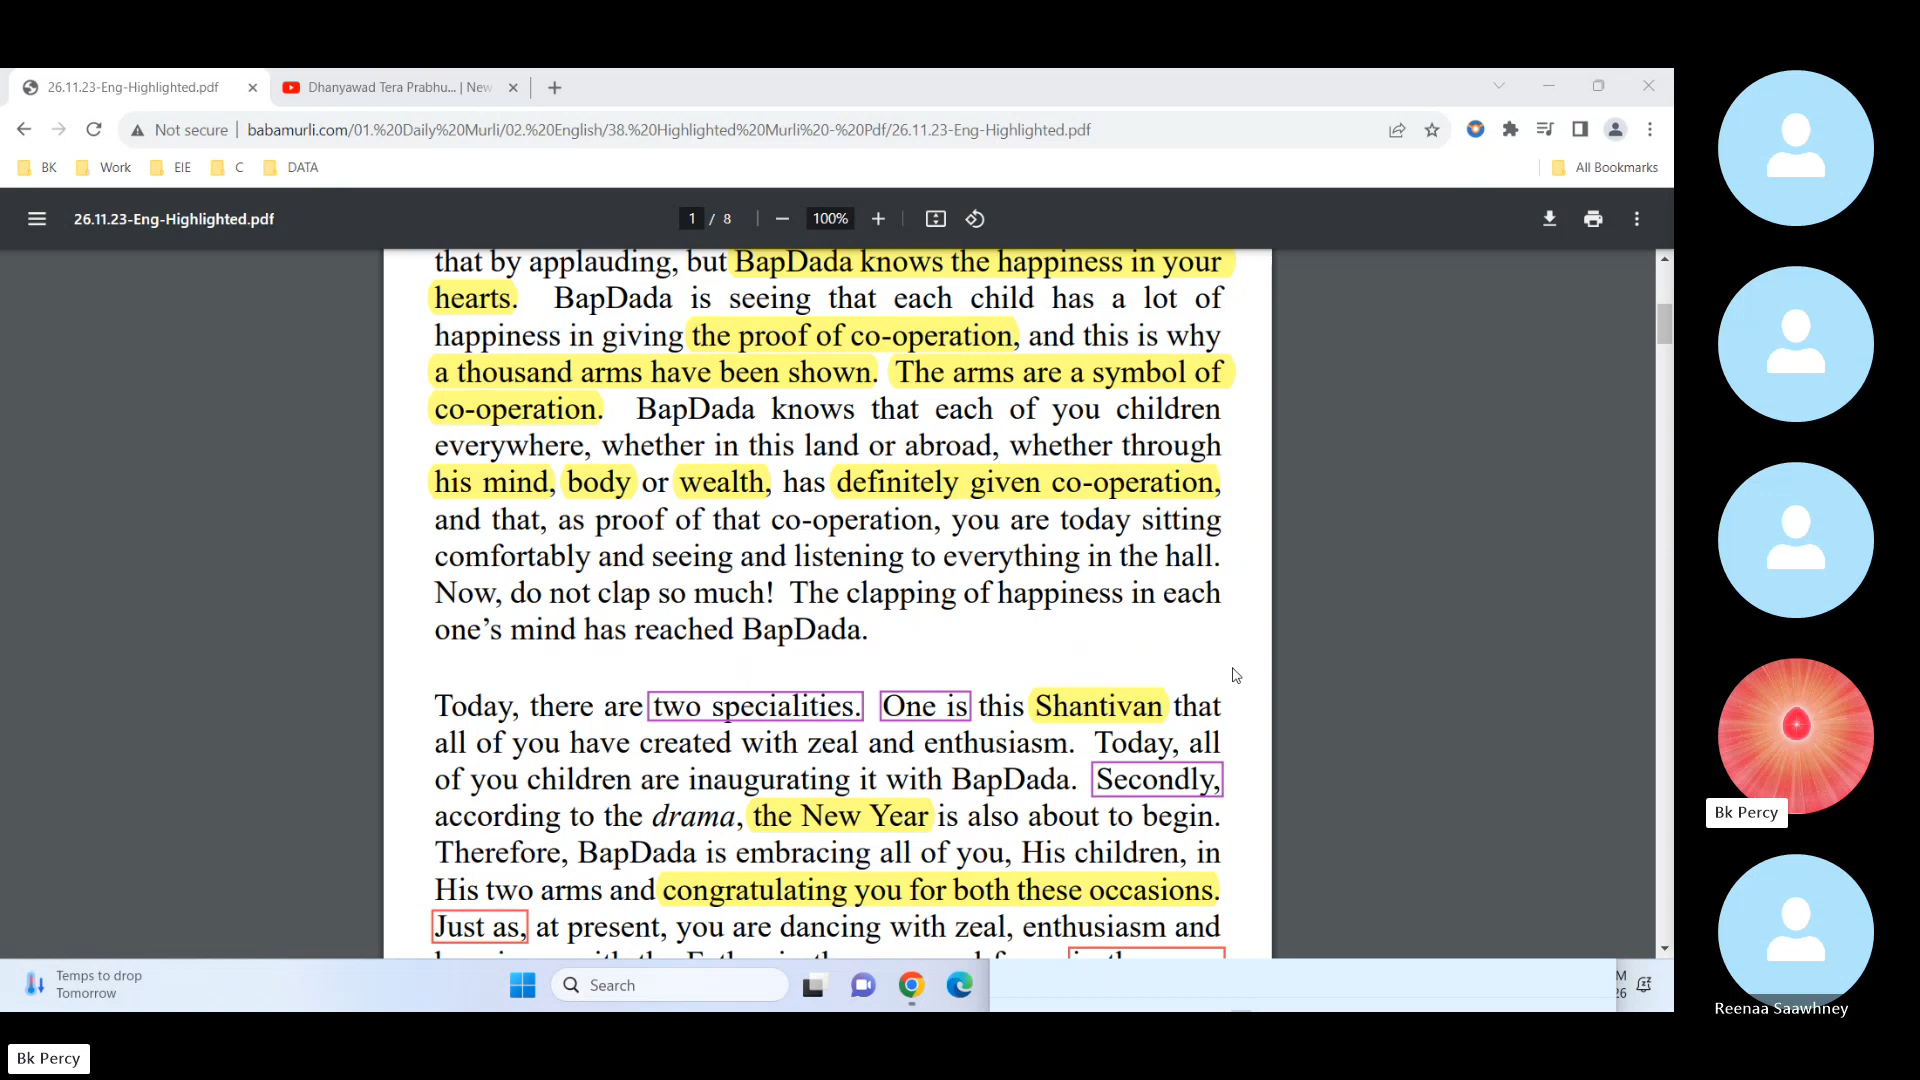 26.11.23-Eng-Highlighted.pdf
Dhanyawad Tera Prabhu... | New
Not secure
babamurli.com/01.%20Daily%20Murli/02.%20English/38.%20Highlighted%20Murli%20-%20Pdf/26.11.23-Eng-Highlighted.pdf
BK
Work
EIE
C
DATA
All Bookmarks
26.11.23-Eng-Highlighted.pdf
1 / 8
100%
that by applauding, but BapDada knows the happiness in your
hearts. BapDada is seeing that each child has a lot of
happiness in giving the proof of co-operation, and this is why
a thousand arms have been shown. The arms are a symbol of
co-operation. BapDada knows that each of you children
everywhere, whether in this land or abroad, whether through
his mind, body or wealth, has definitely given co-operation,
and that, as proof of that co-operation, you are today sitting
comfortably and seeing and listening to everything in the hall.
Now, do not clap so much! The clapping of happiness in each
one's mind has reached BapDada.
Today, there are two specialities. One is this Shantivan that
all of you have created with zeal and enthusiasm. Today, all
of you children are inaugurating it with BapDada. Secondly,
according to the drama, the New Year is also about to begin.
Therefore, BapDada is embracing all of you, His children, in
His two arms and congratulating you for both these occasions.
Just as, at present, you are dancing with zeal, enthusiasm and
Temps to drop
Tomorrow
Search
M
26
Bk Percy
Reenaa Saawhney
Bk Percy